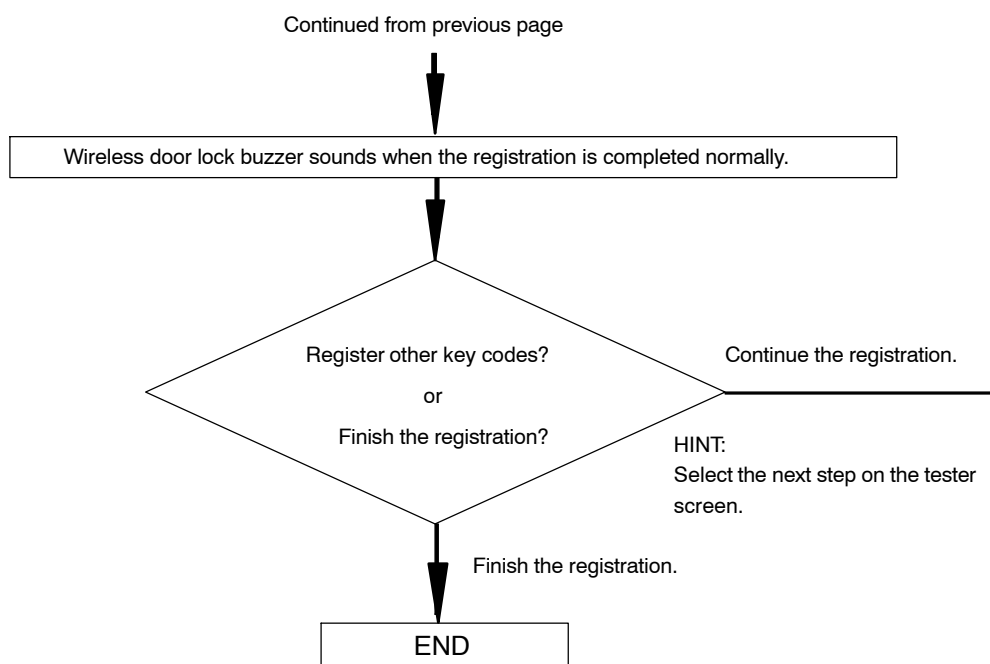 Continued from previous page
Wireless door lock buzzer sounds when the registration is completed normally.
Register other key codes?
or
Finish the registration?
Continue the registration.
HINT:
Select the next step on the tester
screen.
Finish the registration.
END